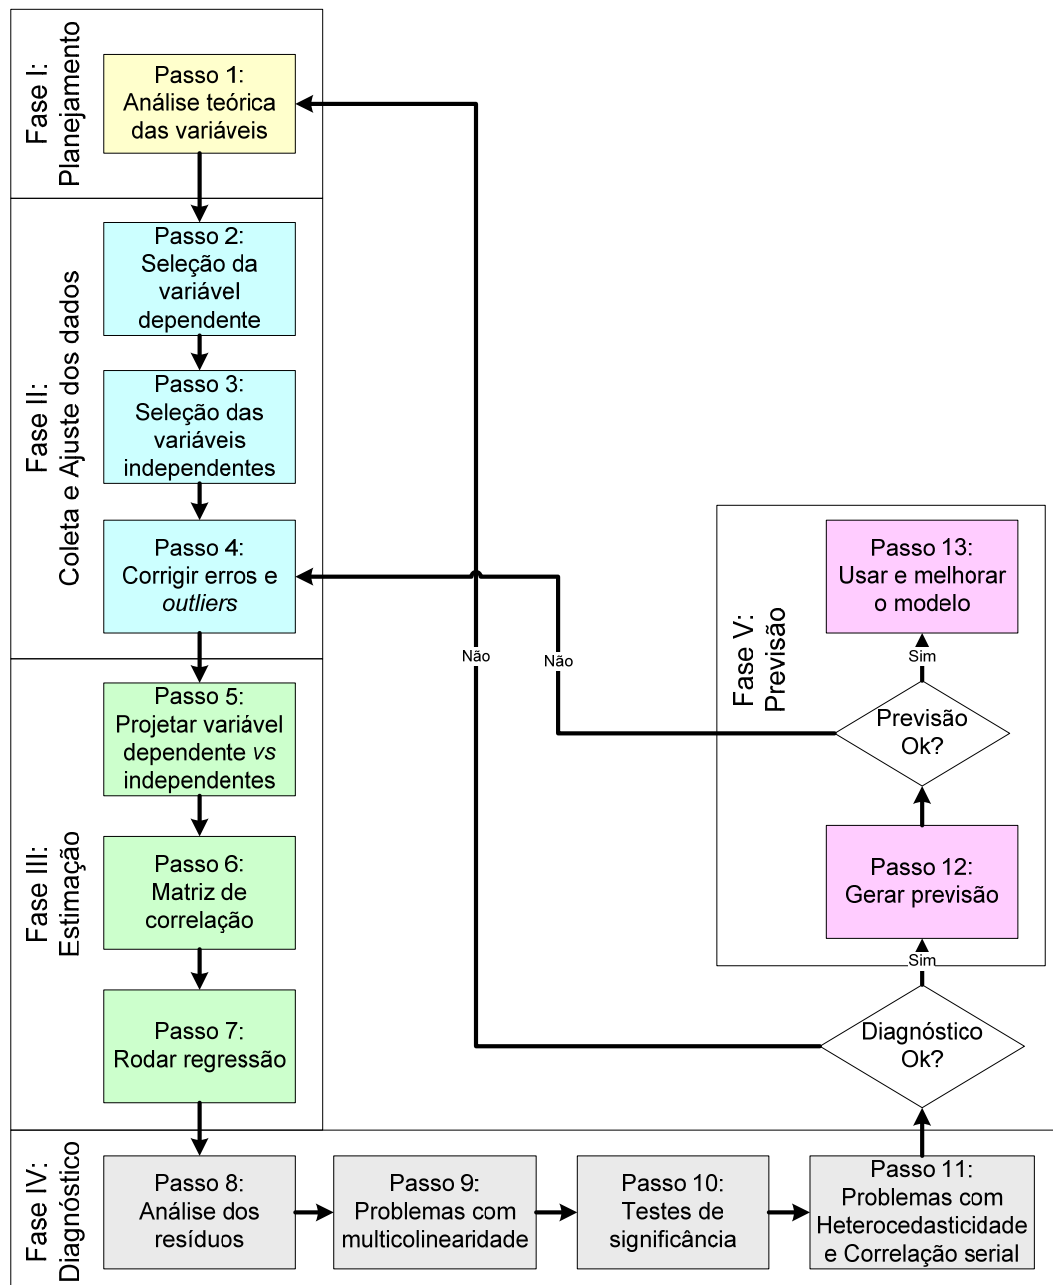 Fase I:
Planejamento
Passo 1:
Análise teórica
das variáveis
Fase II:
Coleta e Ajuste dos dados
Passo 2:
Seleção da
variável
dependente
Passo 3:
Seleção das
variáveis
independentes
Passo 4:
Corrigir erros e
outliers
Fase III:
Estimação
Passo 5:
Projetar variável
dependente vs
independentes
Passo 6:
Matriz de
correlação
Passo 7:
Rodar regressão
Fase IV:
Diagnóstico
Passo 8:
Análise dos
resíduos
Passo 9:
Problemas com
multicolinearidade
Passo 10:
Testes de
significância
Passo 11:
Problemas com
Heterocedasticidade
e Correlação serial
Diagnóstico
Ok?
Não
Sim
Fase V:
Previsão
Passo 12:
Gerar previsão
Previsão
Ok?
Não
Sim
Passo 13:
Usar e melhorar
o modelo